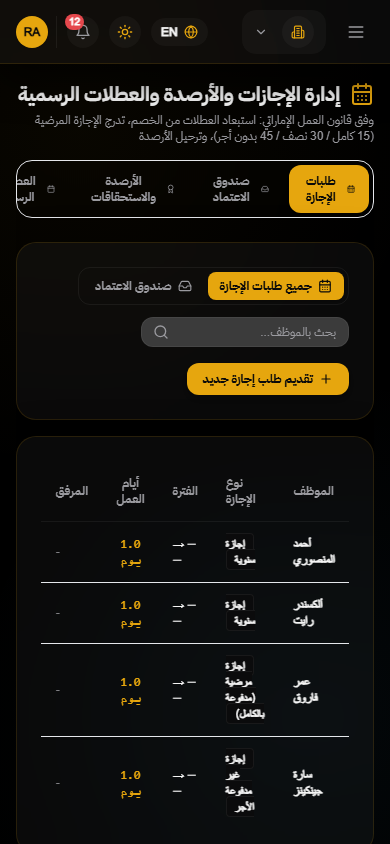 RA
12
EN
إدارة الإجازات والأرصدة والعطلات الرسمية
وفق قانون العمل الإماراتي: استبعاد العطلات من الخصم، تدرج الإجازة المرضية
(15 كامل / 30 نصف / 45 بدون أجر)، وترحيل الأرصدة
طلبات
الإجازة
صندوق
الاعتماد
الأرصدة
والاستحقاقات
جميع طلبات الإجازة
صندوق الاعتماد
بحث بالموظف...
تقديم طلب إجازة جديد
الموظف
نوع
الإجازة
الفترة
أيام
العمل
المرفق
أحمد
المنصوري
إجازة
سنوية
— →
—
1.0
يوم
-
ألكسندر
رايت
إجازة
سنوية
— →
—
1.0
يوم
-
عمر
فاروق
إجازة
مرضية
(مدفوعة
بالكامل)
— →
—
1.0
يوم
-
سارة
جينكينز
إجازة
غير
مدفوعة
الأجر
— →
—
1.0
يوم
-